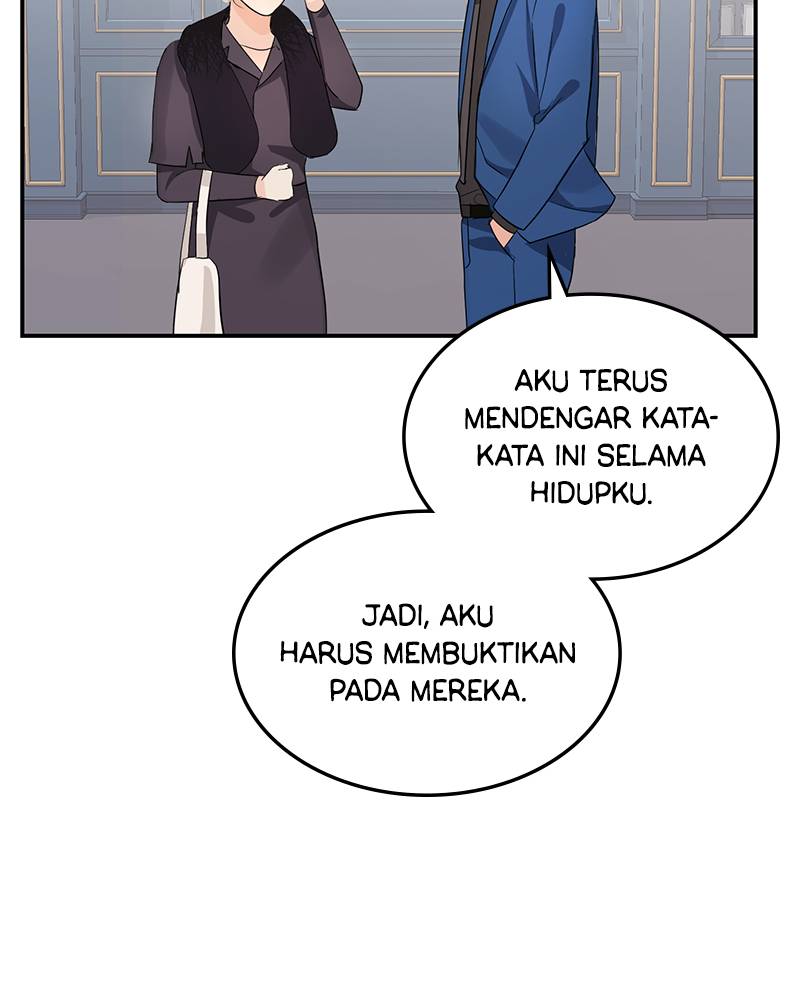 AKU TERUS
MENDENGAR KATA-
KATA INI SELAMA
HIDUPKU.
JADI, AKU
HARUS MEMBUKTIKAN
PADA MEREKA.